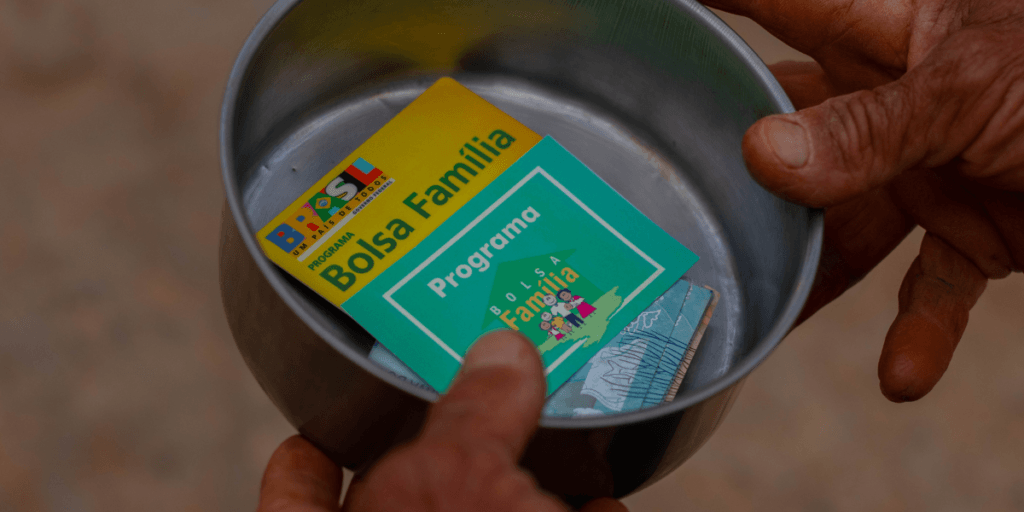 BRASIL
UM PAÍS DE TODOS
GOVERNO FEDERAL
PROGRAMA
Bolsa Família
Programa
BOLSA
Família